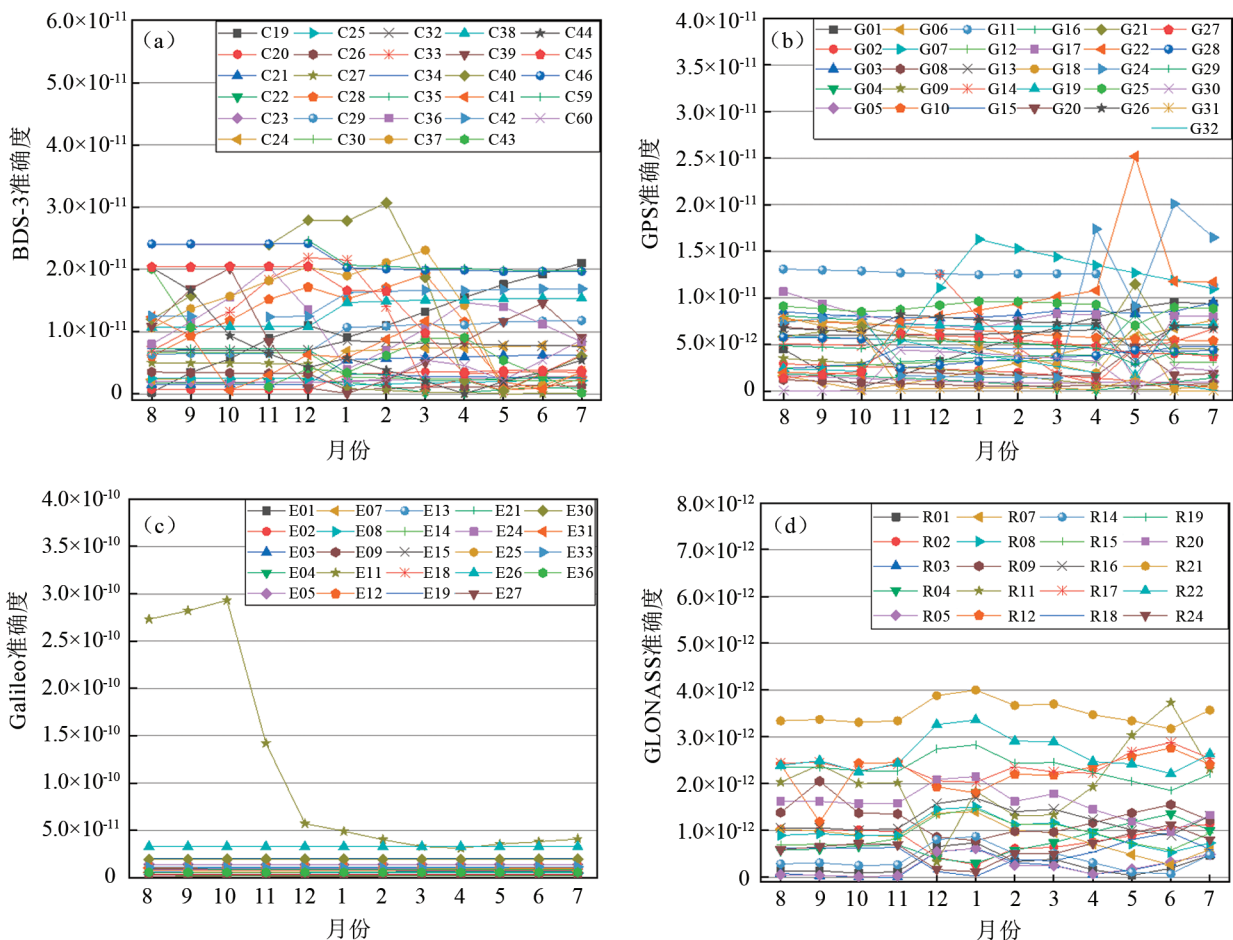 (a)
6.0×10⁻¹¹
5.0×10⁻¹¹
4.0×10⁻¹¹
3.0×10⁻¹¹
2.0×10⁻¹¹
1.0×10⁻¹¹
0
BDS-3准确度
C19 C25 C32 C38 C44
C20 C26 C33 C39 C45
C21 C27 C34 C40 C46
C22 C28 C35 C41 C59
C23 C29 C36 C42 C60
C24 C30 C37 C43
8 9 10 11 12 1 2 3 4 5 6 7
月份
(b)
4.0×10⁻¹¹
3.5×10⁻¹¹
3.0×10⁻¹¹
2.5×10⁻¹¹
2.0×10⁻¹¹
1.5×10⁻¹¹
1.0×10⁻¹¹
5.0×10⁻¹²
0
GPS准确度
G01 G06 G11 G16 G21 G27
G02 G07 G12 G17 G22 G28
G03 G08 G13 G18 G24 G29
G04 G09 G14 G19 G25 G30
G05 G10 G15 G20 G26 G31
G32
8 9 10 11 12 1 2 3 4 5 6 7
月份
(c)
4.0×10⁻¹⁰
3.5×10⁻¹⁰
3.0×10⁻¹⁰
2.5×10⁻¹⁰
2.0×10⁻¹⁰
1.5×10⁻¹⁰
1.0×10⁻¹⁰
5.0×10⁻¹¹
0
Galileo准确度
E01 E07 E13 E21 E30
E02 E08 E14 E24 E31
E03 E09 E15 E25 E33
E04 E11 E18 E26 E36
E05 E12 E19 E27
8 9 10 11 12 1 2 3 4 5 6 7
月份
(d)
8.0×10⁻¹²
7.0×10⁻¹²
6.0×10⁻¹²
5.0×10⁻¹²
4.0×10⁻¹²
3.0×10⁻¹²
2.0×10⁻¹²
1.0×10⁻¹²
0
GLONASS准确度
R01 R07 R14 R19
R02 R08 R15 R20
R03 R09 R16 R21
R04 R11 R17 R22
R05 R12 R18 R24
8 9 10 11 12 1 2 3 4 5 6 7
月份